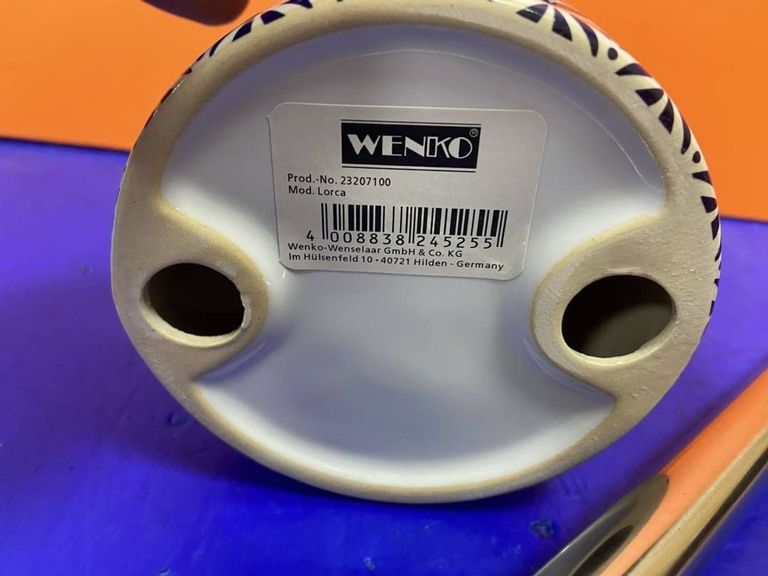 WENKO®
Prod.-No. 23207100
Mod. Lorca
4 008838 245255
Wenko-Wenselaar GmbH & Co. KG
Im Hülsenfeld 10 · 40721 Hilden - Germany